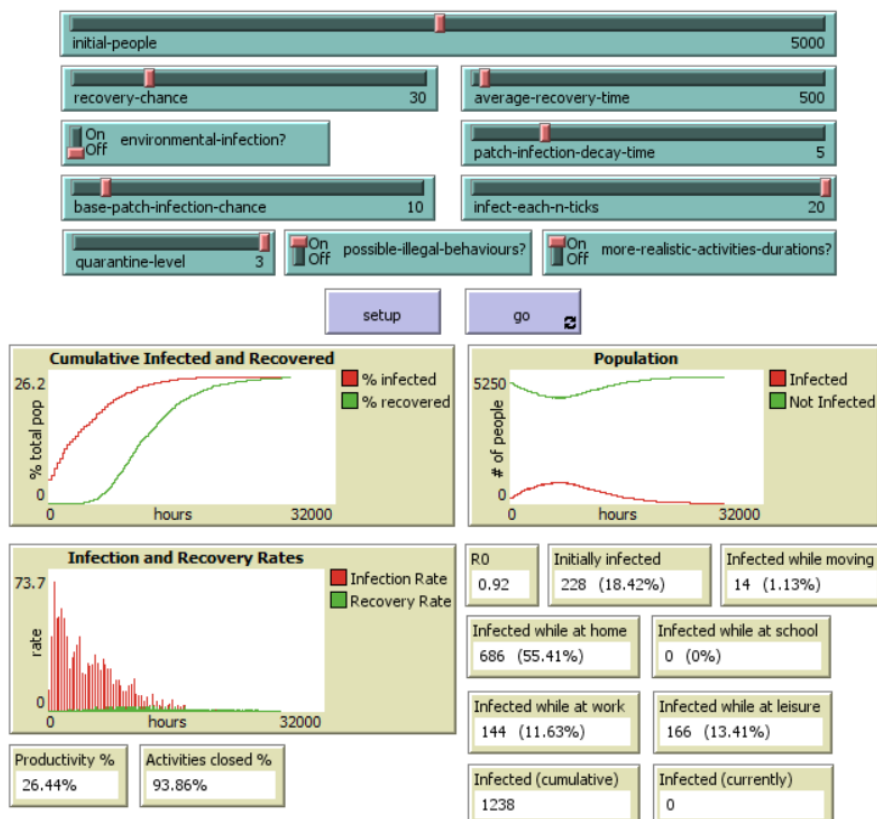 initial-people 5000
recovery-chance 30
average-recovery-time 500
On
Off
environmental-infection?
patch-infection-decay-time 5
base-patch-infection-chance 10
infect-each-n-ticks 20
quarantine-level 3
On
Off
possible-illegal-behaviours?
On
Off
more-realistic-activities-durations?
setup
go
Cumulative Infected and Recovered
26.2
% total pop
0
0
hours
32000
% infected
% recovered
Population
5250
# of people
0
0
hours
32000
Infected
Not Infected
Infection and Recovery Rates
73.7
rate
0
0
hours
32000
Infection Rate
Recovery Rate
R0
0.92
Initially infected
228 (18.42%)
Infected while moving
14 (1.13%)
Infected while at home
686 (55.41%)
Infected while at school
0 (0%)
Infected while at work
144 (11.63%)
Infected while at leisure
166 (13.41%)
Productivity %
26.44%
Activities closed %
93.86%
Infected (cumulative)
1238
Infected (currently)
0